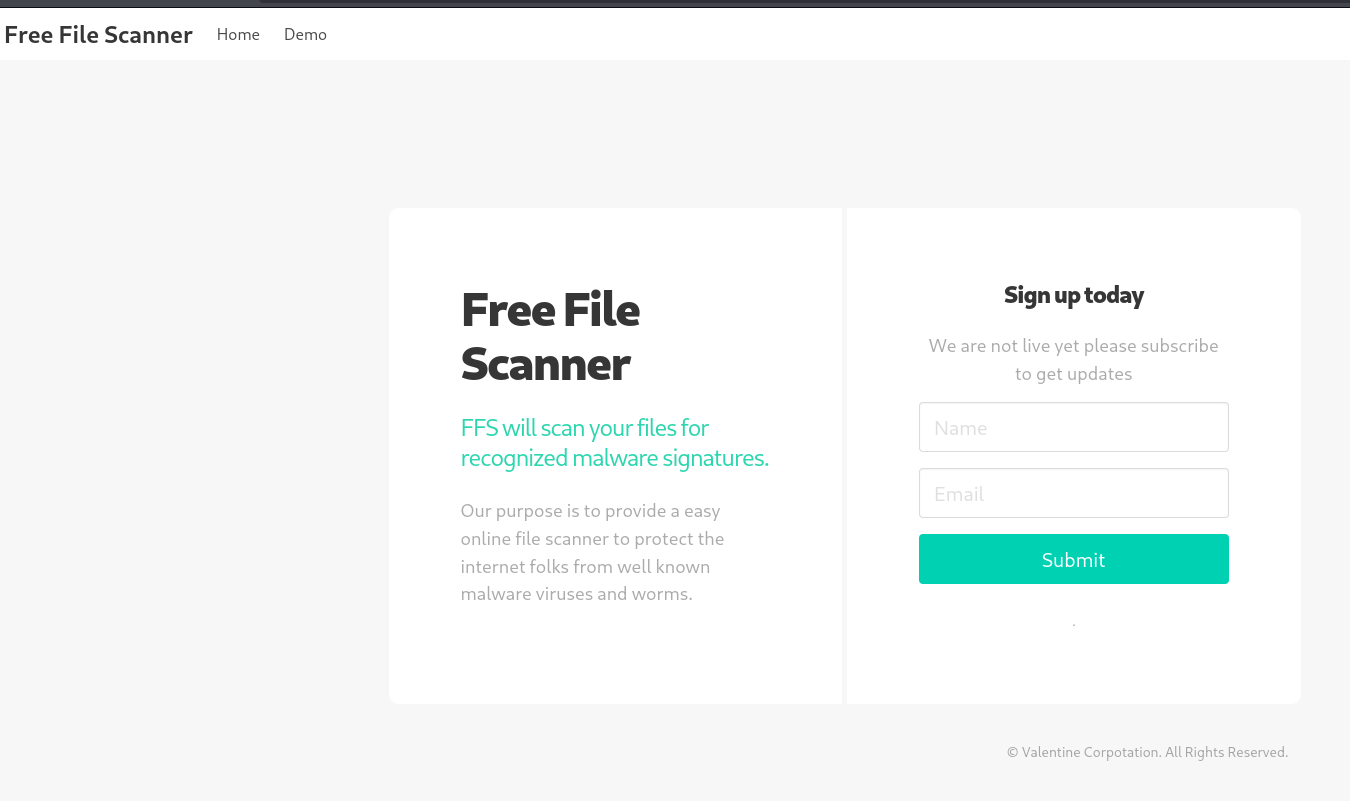 Free File Scanner Home Demo
Free File
Scanner
FFS will scan your files for
recognized malware signatures.
Our purpose is to provide a easy
online file scanner to protect the
internet folks from well known
malware viruses and worms.
Sign up today
We are not live yet please subscribe
to get updates
Name
Email
Submit
.
© Valentine Corpotation. All Rights Reserved.